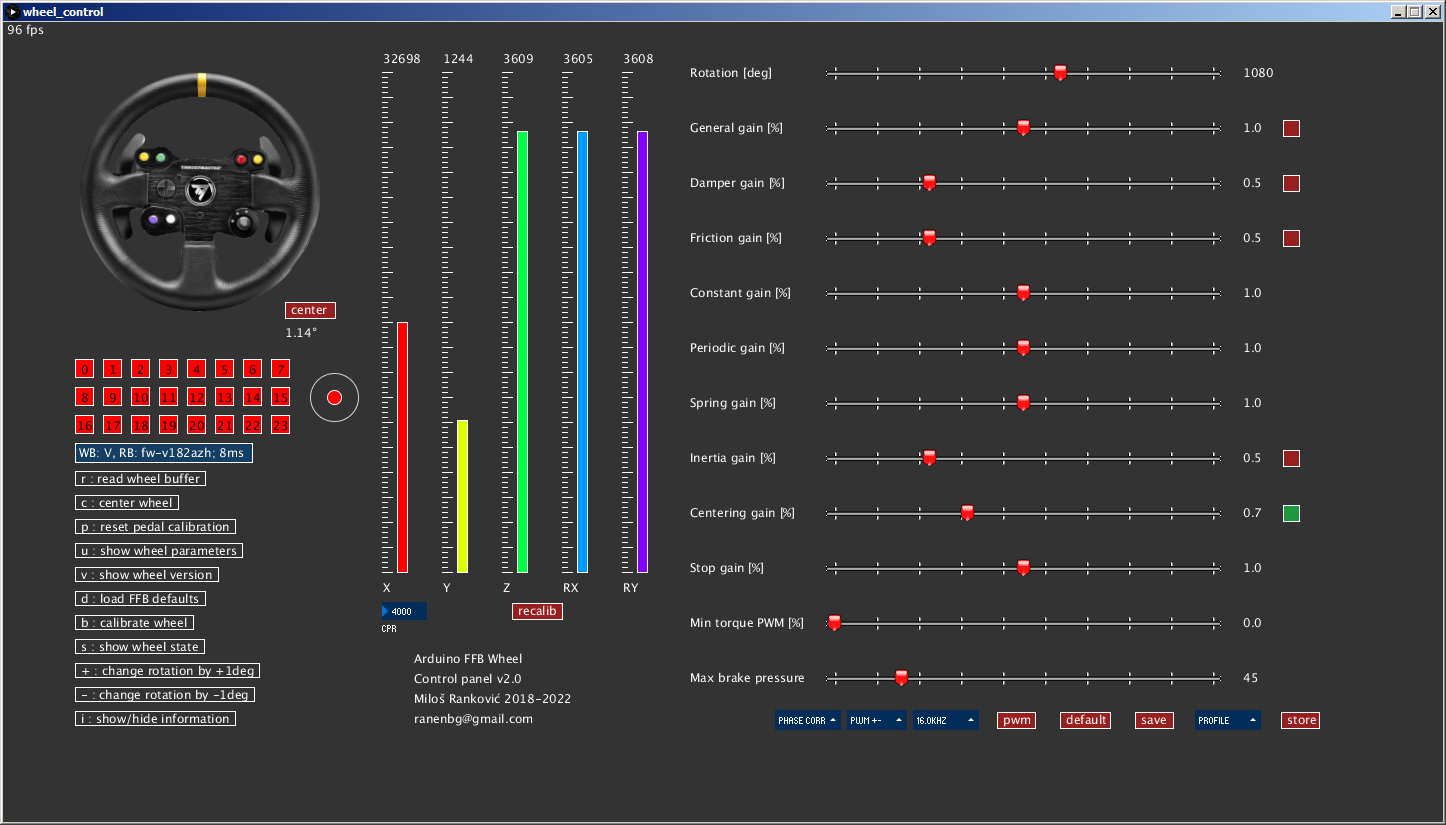 wheel_control
96 fps
THRUSTMASTER
center
1.14°
0 1 2 3 4 5 6 7
8 9 10 11 12 13 14 15
16 17 18 19 20 21 22 23
WB: V, RB: fw-v182azh; 8ms
r : read wheel buffer
c : center wheel
p : reset pedal calibration
u : show wheel parameters
v : show wheel version
d : load FFB defaults
b : calibrate wheel
s : show wheel state
+ : change rotation by +1deg
- : change rotation by -1deg
i : show/hide information
32698 1244 3609 3605 3608
X Y Z RX RY
4000
CPR
recalib
Arduino FFB Wheel
Control panel v2.0
Miloš Ranković 2018-2022
ranenbg@gmail.com
Rotation [deg] 1080
General gain [%] 1.0
Damper gain [%] 0.5
Friction gain [%] 0.5
Constant gain [%] 1.0
Periodic gain [%] 1.0
Spring gain [%] 1.0
Inertia gain [%] 0.5
Centering gain [%] 0.7
Stop gain [%] 1.0
Min torque PWM [%] 0.0
Max brake pressure 45
PHASE CORR PWM +- 16.0KHZ pwm default save PROFILE store